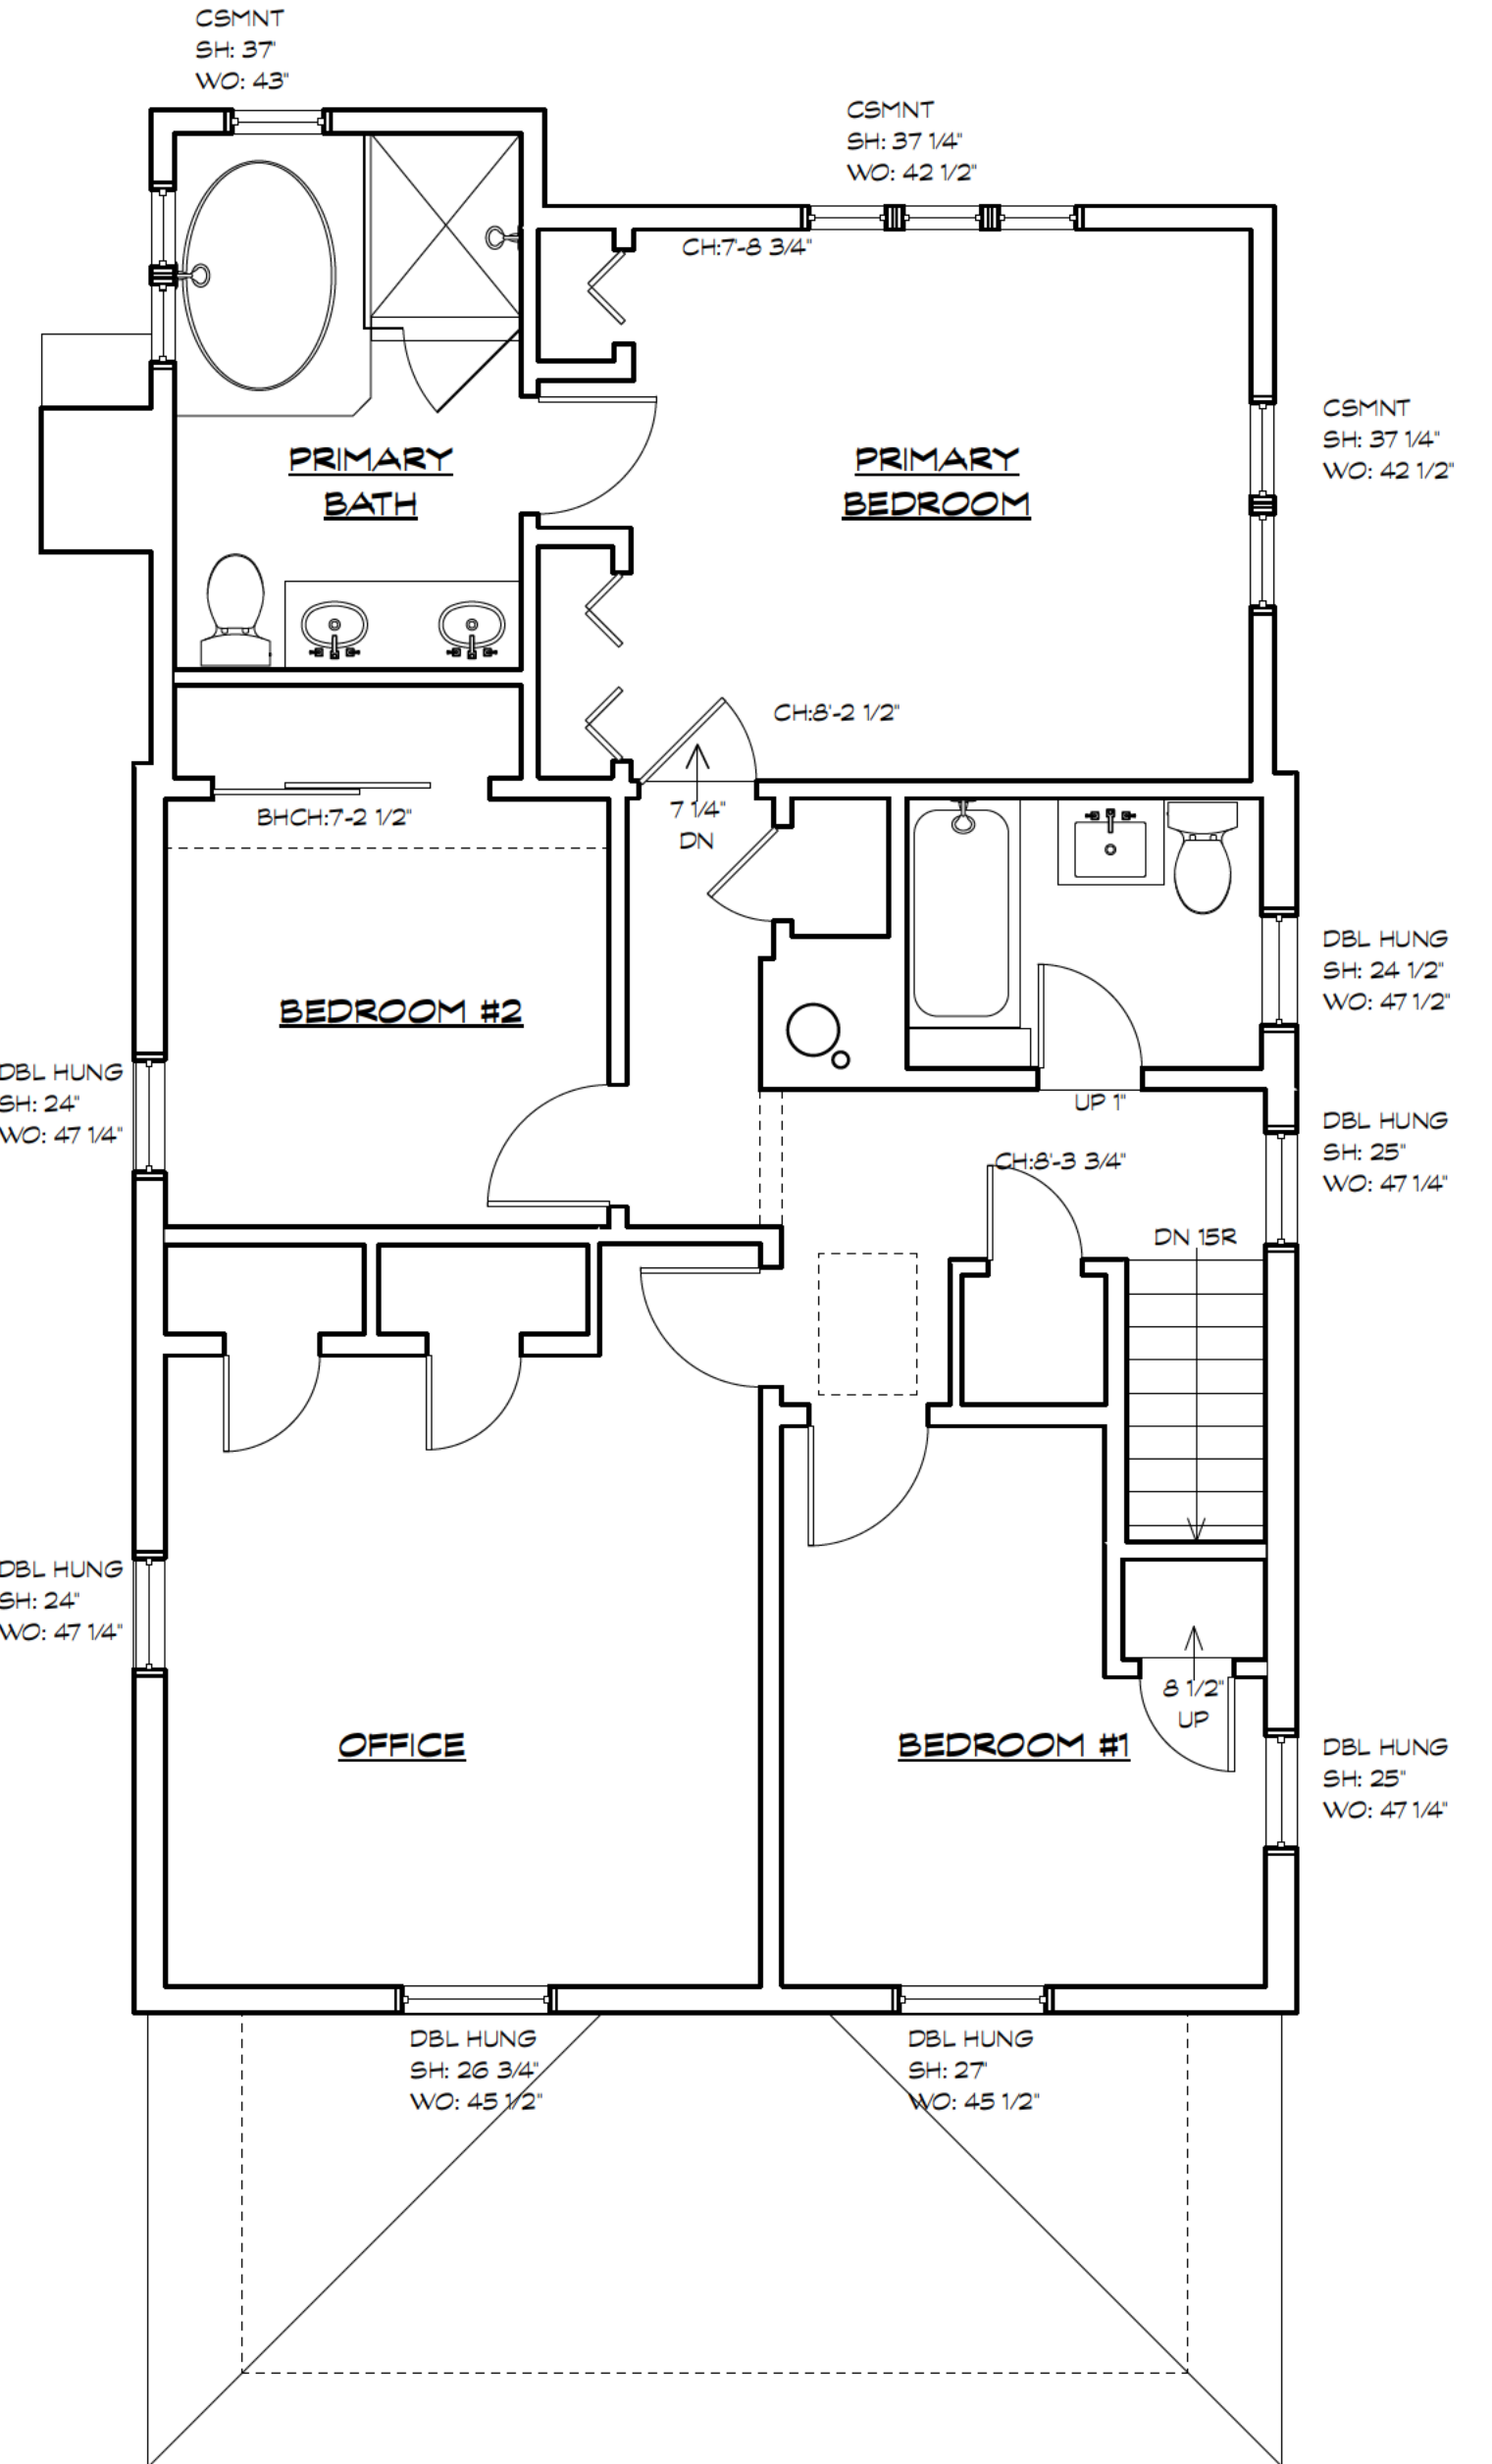 CSMNT
SH: 37"
WO: 43"
CSMNT
SH: 37 1/4"
WO: 42 1/2"
CH:7'-8 3/4"
CSMNT
SH: 37 1/4"
WO: 42 1/2"
PRIMARY
BATH
PRIMARY
BEDROOM
CH:8'-2 1/2"
BHCH:7-2 1/2"
7 1/4"
DN
DBL HUNG
SH: 24 1/2"
WO: 47 1/2"
BEDROOM #2
DBL HUNG
SH: 24"
WO: 47 1/4"
UP 1"
DBL HUNG
SH: 25"
WO: 47 1/4"
CH:8'-3 3/4"
DN 15R
DBL HUNG
SH: 24"
WO: 47 1/4"
8 1/2"
UP
OFFICE
BEDROOM #1
DBL HUNG
SH: 25"
WO: 47 1/4"
DBL HUNG
SH: 26 3/4"
WO: 45 1/2"
DBL HUNG
SH: 27"
WO: 45 1/2"